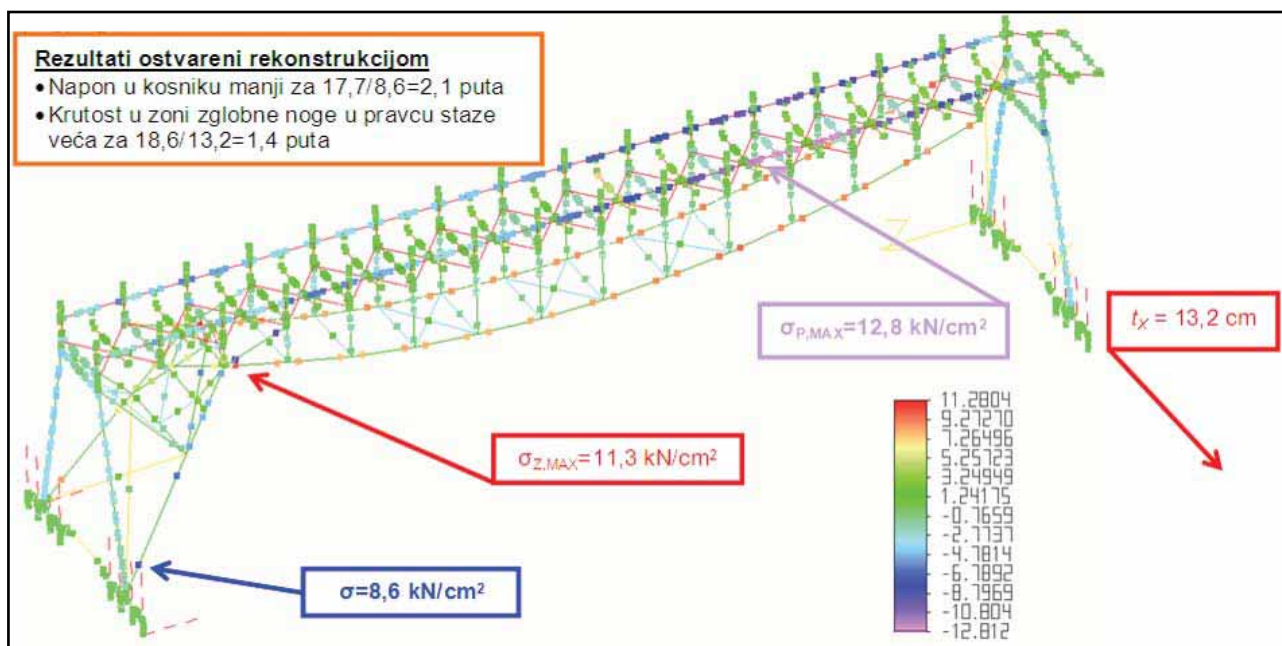 Rezultati ostvareni rekonstrukcijom
• Napon u kosniku manji za 17,7/8,6=2,1 puta
• Krutost u zoni zglobne noge u pravcu staze
veća za 18,6/13,2=1,4 puta
σP,MAX=12,8 kN/cm²
tX = 13,2 cm
σZ,MAX=11,3 kN/cm²
σ=8,6 kN/cm²
11.2804
9.27270
7.26496
5.25723
3.24949
1.24175
-0.7659
-2.7737
-4.7814
-6.7892
-8.7969
-10.804
-12.812